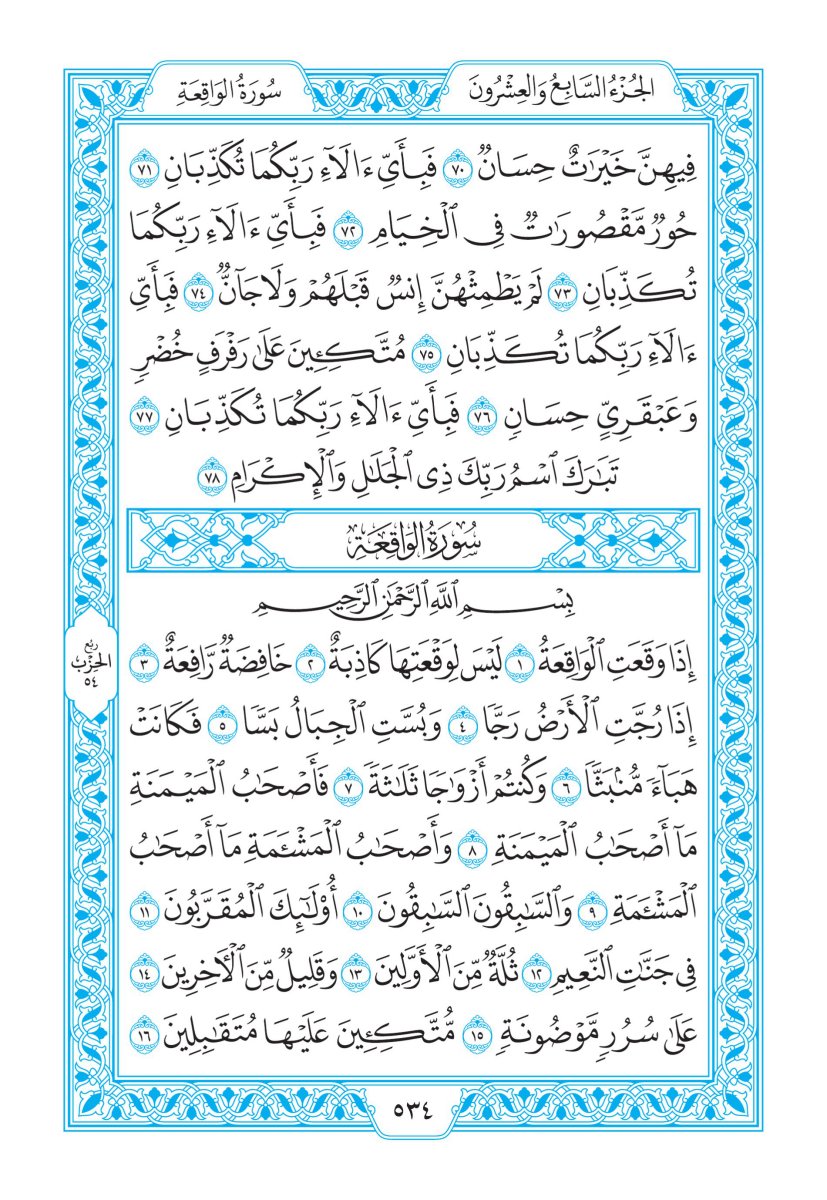 الجُزْءُ السَّابِعُ وَالعِشْرُونَ
سُورَةُ الوَاقِعَةِ
فِيهِنَّ خَيْرَٰتٌ حِسَانٌ ٧٠ فَبِأَيِّ ءَالَآءِ رَبِّكُمَا تُكَذِّبَانِ ٧١
حُورٌ مَّقْصُورَٰتٌ فِى ٱلْخِيَامِ ٧٢ فَبِأَيِّ ءَالَآءِ رَبِّكُمَا
تُكَذِّبَانِ ٧٣ لَمْ يَطْمِثْهُنَّ إِنسٌ قَبْلَهُمْ وَلَا جَآنٌّ ٧٤ فَبِأَيِّ
ءَالَآءِ رَبِّكُمَا تُكَذِّبَانِ ٧٥ مُتَّكِـِٔينَ عَلَىٰ رَفْرَفٍ خُضْرٍ
وَعَبْقَرِيٍّ حِسَانٍ ٧٦ فَبِأَيِّ ءَالَآءِ رَبِّكُمَا تُكَذِّبَانِ ٧٧
تَبَٰرَكَ ٱسْمُ رَبِّكَ ذِى ٱلْجَلَٰلِ وَٱلْإِكْرَامِ ٧٨
سُورَةُ الوَاقِعَةِ
بِسْمِ ٱللَّهِ ٱلرَّحْمَٰنِ ٱلرَّحِيمِ
إِذَا وَقَعَتِ ٱلْوَاقِعَةُ ١ لَيْسَ لِوَقْعَتِهَا كَاذِبَةٌ ٢ خَافِضَةٌ رَّافِعَةٌ ٣
إِذَا رُجَّتِ ٱلْأَرْضُ رَجًّا ٤ وَبُسَّتِ ٱلْجِبَالُ بَسًّا ٥ فَكَانَتْ
هَبَآءً مُّنۢبَثًّا ٦ وَكُنتُمْ أَزْوَٰجًا ثَلَٰثَةً ٧ فَأَصْحَٰبُ ٱلْمَيْمَنَةِ
مَآ أَصْحَٰبُ ٱلْمَيْمَنَةِ ٨ وَأَصْحَٰبُ ٱلْمَشْـَٔمَةِ مَآ أَصْحَٰبُ
ٱلْمَشْـَٔمَةِ ٩ وَٱلسَّٰبِقُونَ ٱلسَّٰبِقُونَ ١٠ أُو۟لَٰٓئِكَ ٱلْمُقَرَّبُونَ ١١
فِى جَنَّٰتِ ٱلنَّعِيمِ ١٢ ثُلَّةٌ مِّنَ ٱلْأَوَّلِينَ ١٣ وَقَلِيلٌ مِّنَ ٱلْءَاخِرِينَ ١٤
عَلَىٰ سُرُرٍ مَّوْضُونَةٍ ١٥ مُّتَّكِـِٔينَ عَلَيْهَا مُتَقَٰبِلِينَ ١٦
رُبْع
الحِزْب
٥٤
٥٣٤